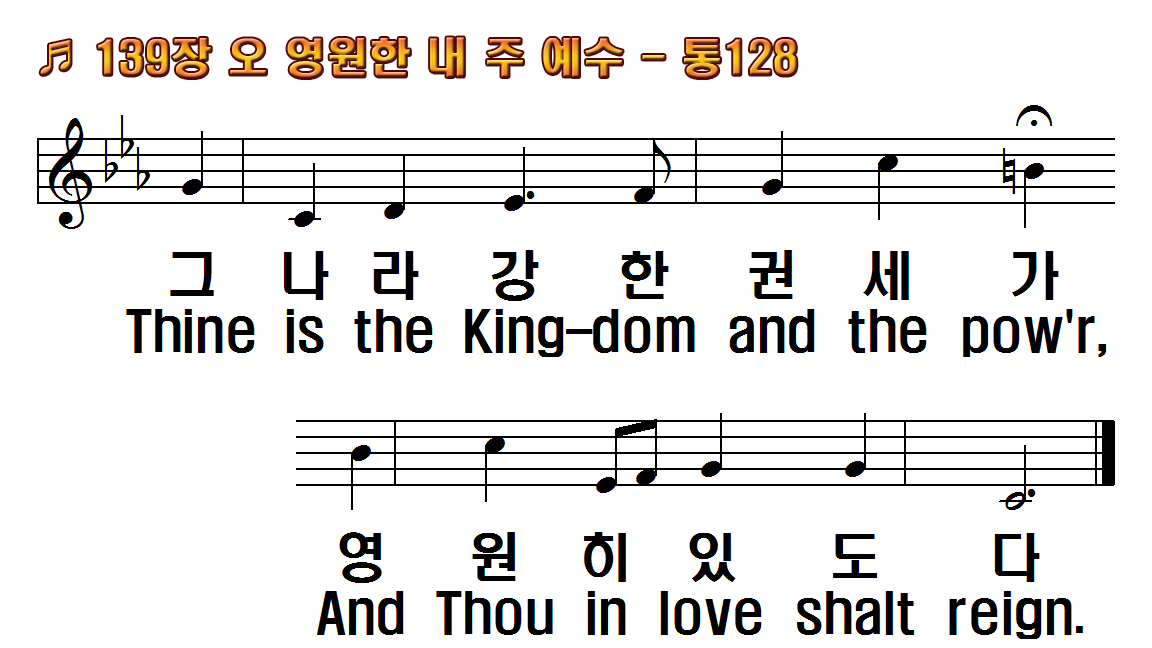 ♬ 139장 오 영원한 내 주 예수 - 통128
그 나 라 강 한 권 세 가
Thine is the King-dom and the pow'r,
영 원 히 있 도 다
And Thou in love shalt reign.